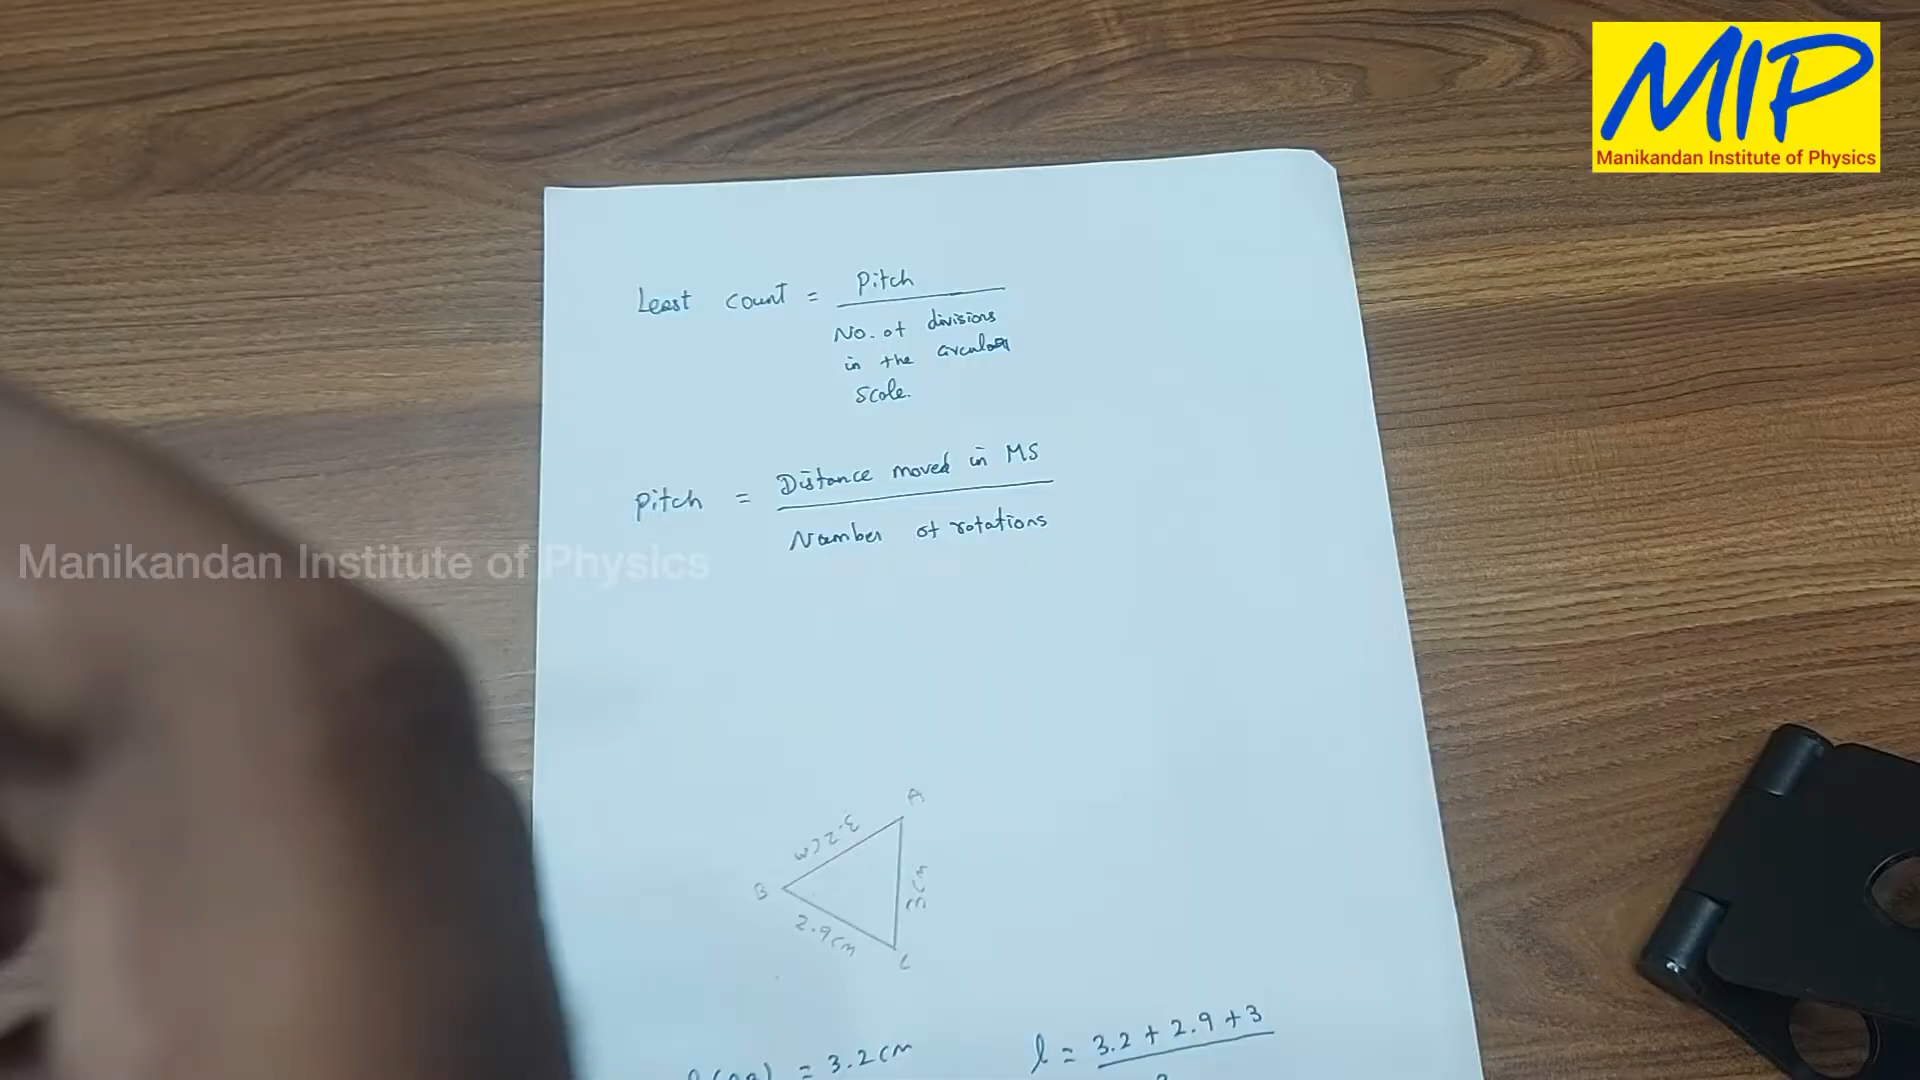 MIP
Manikandan Institute of Physics
Least count = Pitch
No. of divisions
in the circular
Scale.
Pitch = Distance moved in MS
Number of rotations
Manikandan Institute of Physics
A
3.2cm
B
3cm
2.9cm
C
= 3.2cm
l = 3.2 + 2.9 + 3